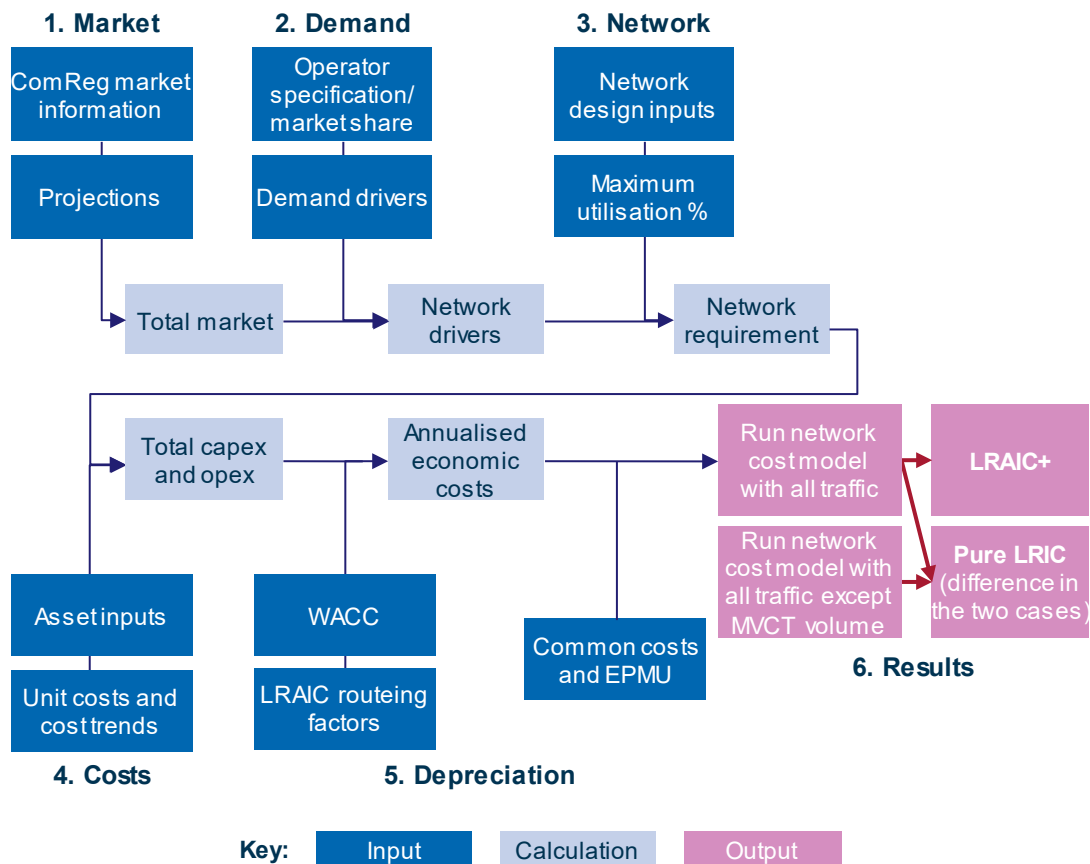 1. Market
2. Demand
3. Network
ComReg market
information
Operator
specification/
market share
Network
design inputs
Projections
Demand drivers
Maximum
utilisation %
Total market
Network
drivers
Network
requirement
Total capex
and opex
Annualised
economic
costs
Run network
cost model
with all traffic
LRAIC+
Run network
cost model with
all traffic except
MVCT volume
Pure LRIC
(difference in
the two cases)
Asset inputs
WACC
Common costs
and EPMU
6. Results
Unit costs and
cost trends
LRAIC routeing
factors
4. Costs
5. Depreciation
Key:
Input
Calculation
Output